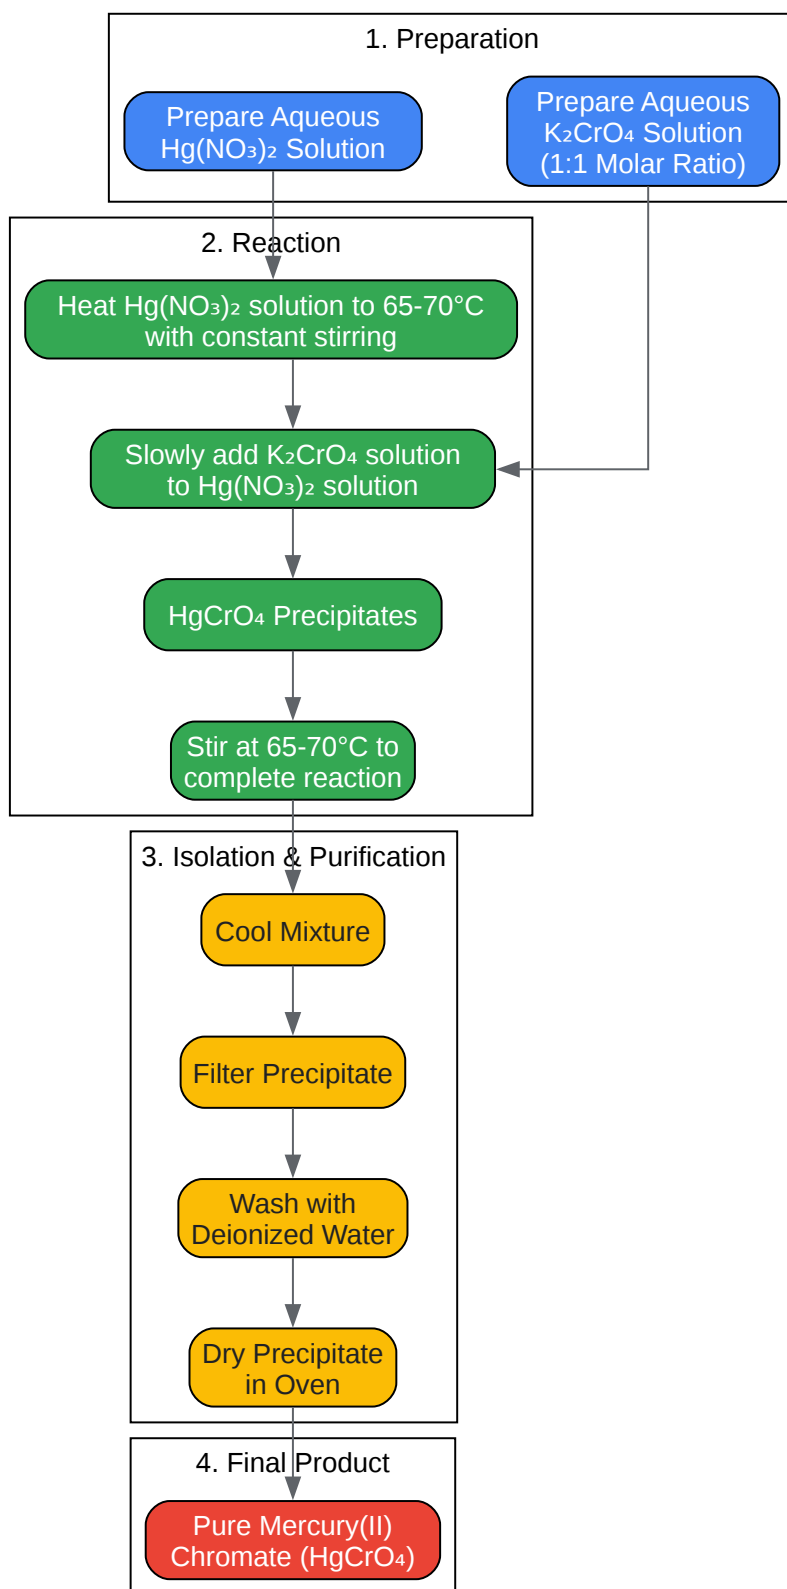 1. Preparation
Prepare Aqueous
Hg(NO₃)₂ Solution
Prepare Aqueous
K₂CrO₄ Solution
(1:1 Molar Ratio)
2. Reaction
Heat Hg(NO₃)₂ solution to 65-70°C
with constant stirring
Slowly add K₂CrO₄ solution
to Hg(NO₃)₂ solution
HgCrO₄ Precipitates
Stir at 65-70°C to
complete reaction
3. Isolation & Purification
Cool Mixture
Filter Precipitate
Wash with
Deionized Water
Dry Precipitate
in Oven
4. Final Product
Pure Mercury(II)
Chromate (HgCrO₄)